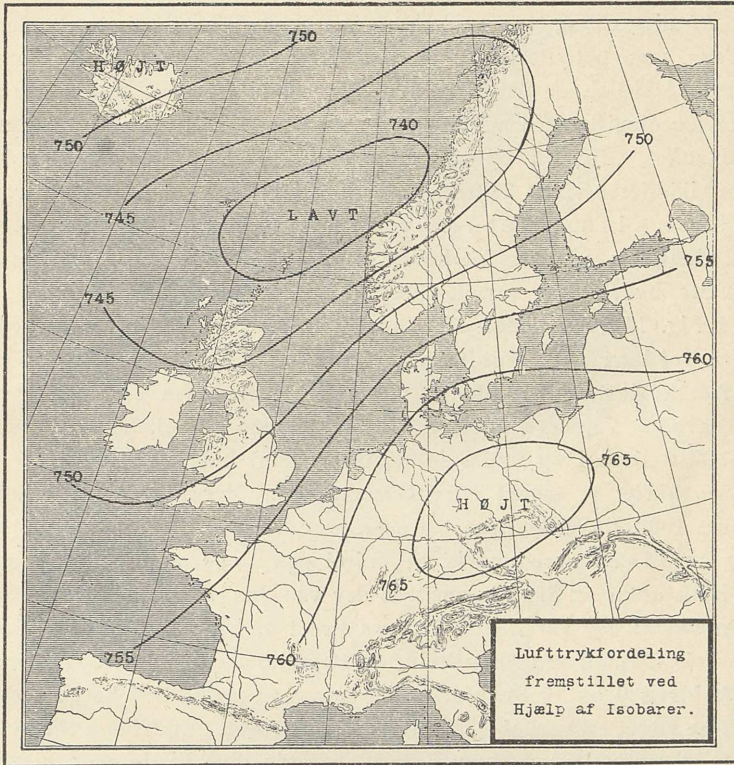 750
HØJT
750
740
750
745
LAVT
755
745
760
765
750
HØJT
765
755
760
Lufttrykfordeling
fremstillet ved
Hjælp af Isobarer.